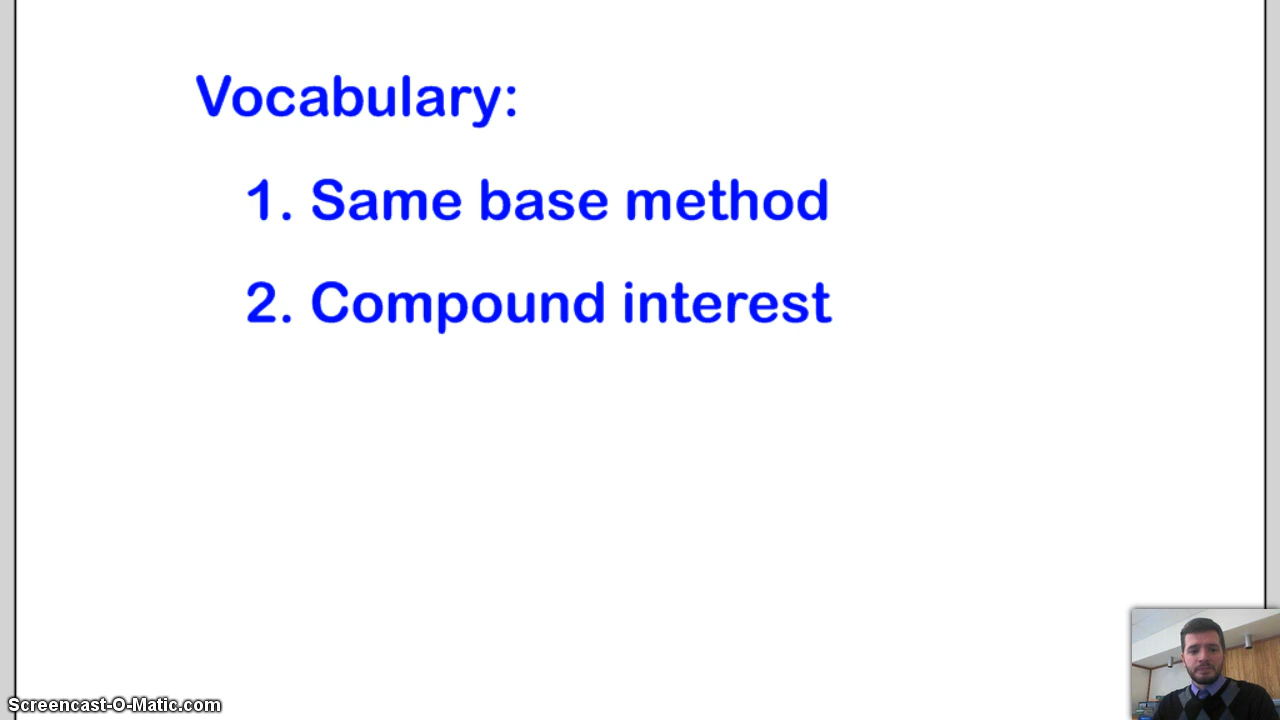 Vocabulary:
1. Same base method
2. Compound interest
Screencast-O-Matic.com